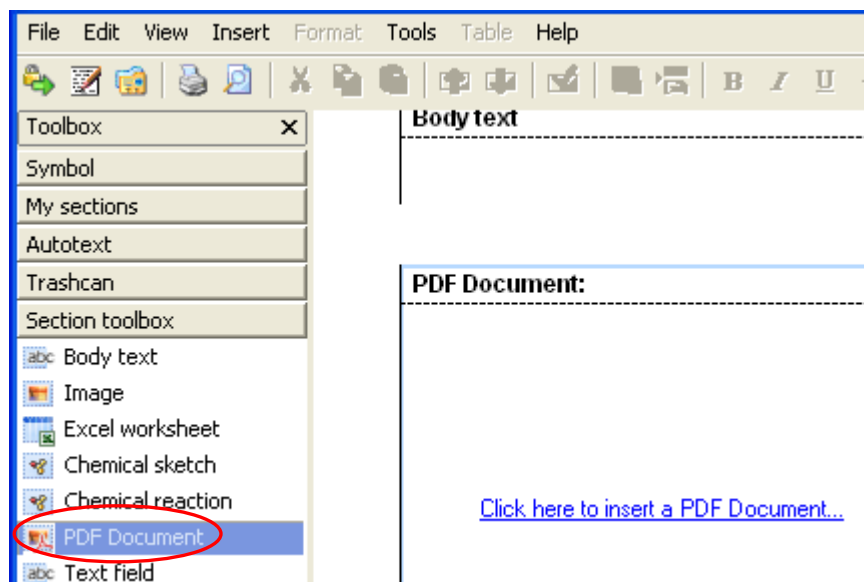 File Edit View Insert Format Tools Table Help
B I U
Toolbox
Symbol
My sections
Autotext
Trashcan
Section toolbox
abc Body text
Image
Excel worksheet
Chemical sketch
Chemical reaction
PDF Document
abc Text field
Body text
PDF Document:
Click here to insert a PDF Document...